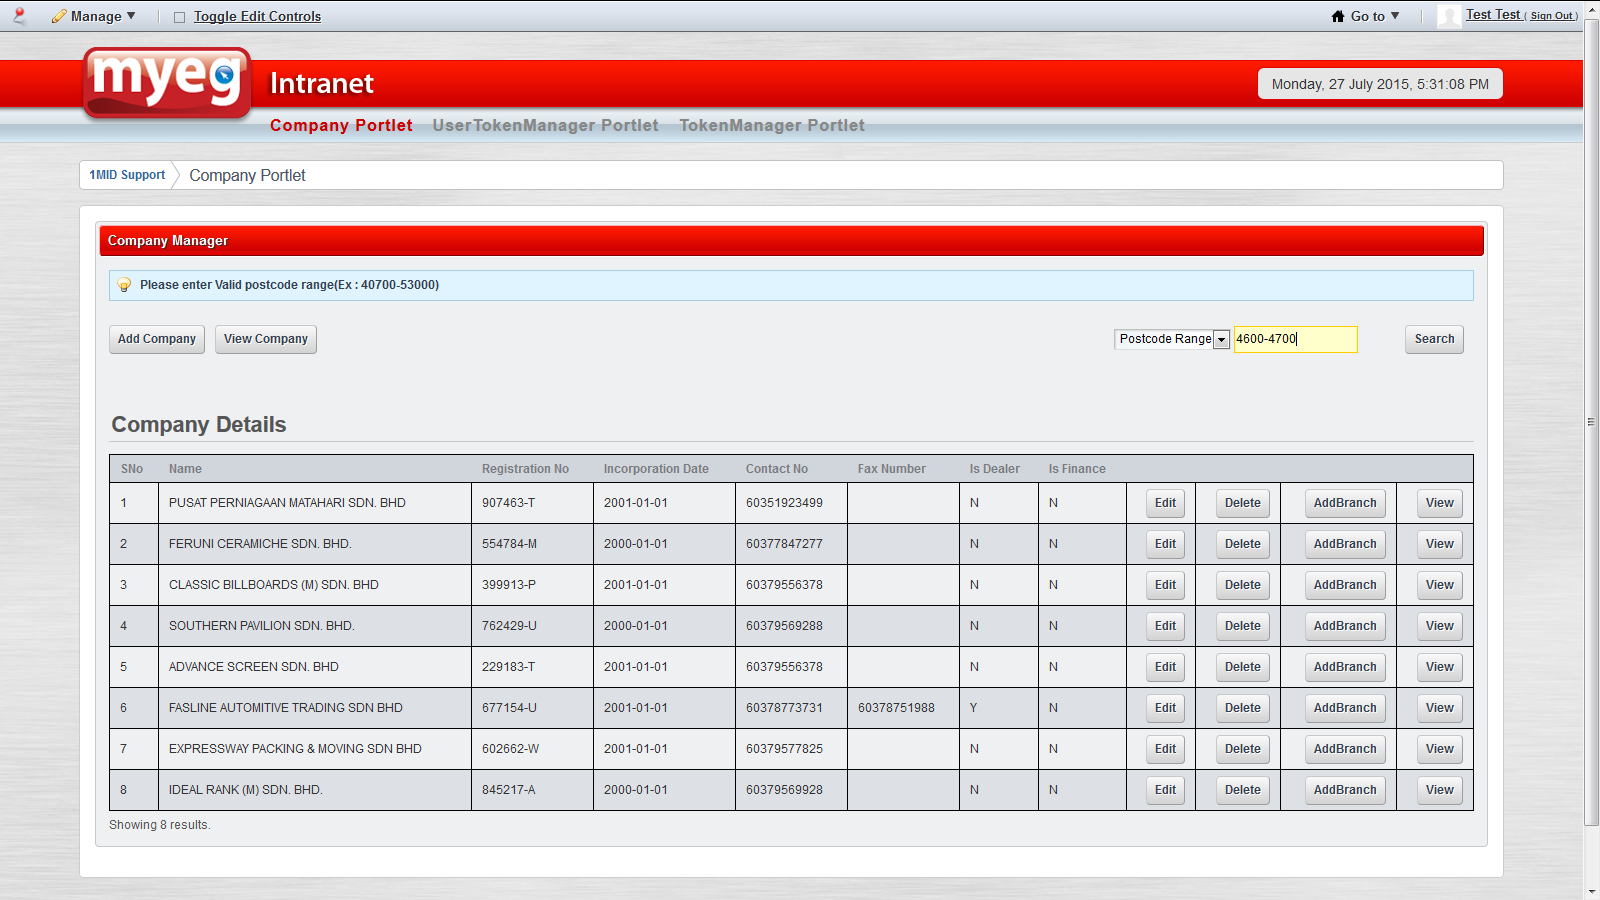 Manage Toggle Edit Controls Go to Test Test ( Sign Out )
myeg Intranet Monday, 27 July 2015, 5:31:08 PM
Company Portlet UserTokenManager Portlet TokenManager Portlet
1MID Support Company Portlet
Company Manager
Please enter Valid postcode range(Ex : 40700-53000)
Add Company View Company Postcode Range 4600-4700 Search
Company Details
SNo Name Registration No Incorporation Date Contact No Fax Number Is Dealer Is Finance
1 PUSAT PERNIAGAAN MATAHARI SDN. BHD 907463-T 2001-01-01 60351923499 N N Edit Delete AddBranch View
2 FERUNI CERAMICHE SDN. BHD. 554784-M 2000-01-01 60377847277 N N Edit Delete AddBranch View
3 CLASSIC BILLBOARDS (M) SDN. BHD 399913-P 2001-01-01 60379556378 N N Edit Delete AddBranch View
4 SOUTHERN PAVILION SDN. BHD. 762429-U 2000-01-01 60379569288 N N Edit Delete AddBranch View
5 ADVANCE SCREEN SDN. BHD 229183-T 2001-01-01 60379556378 N N Edit Delete AddBranch View
6 FASLINE AUTOMITIVE TRADING SDN BHD 677154-U 2001-01-01 60378773731 60378751988 Y N Edit Delete AddBranch View
7 EXPRESSWAY PACKING & MOVING SDN BHD 602662-W 2001-01-01 60379577825 N N Edit Delete AddBranch View
8 IDEAL RANK (M) SDN. BHD. 845217-A 2000-01-01 60379569928 N N Edit Delete AddBranch View
Showing 8 results.